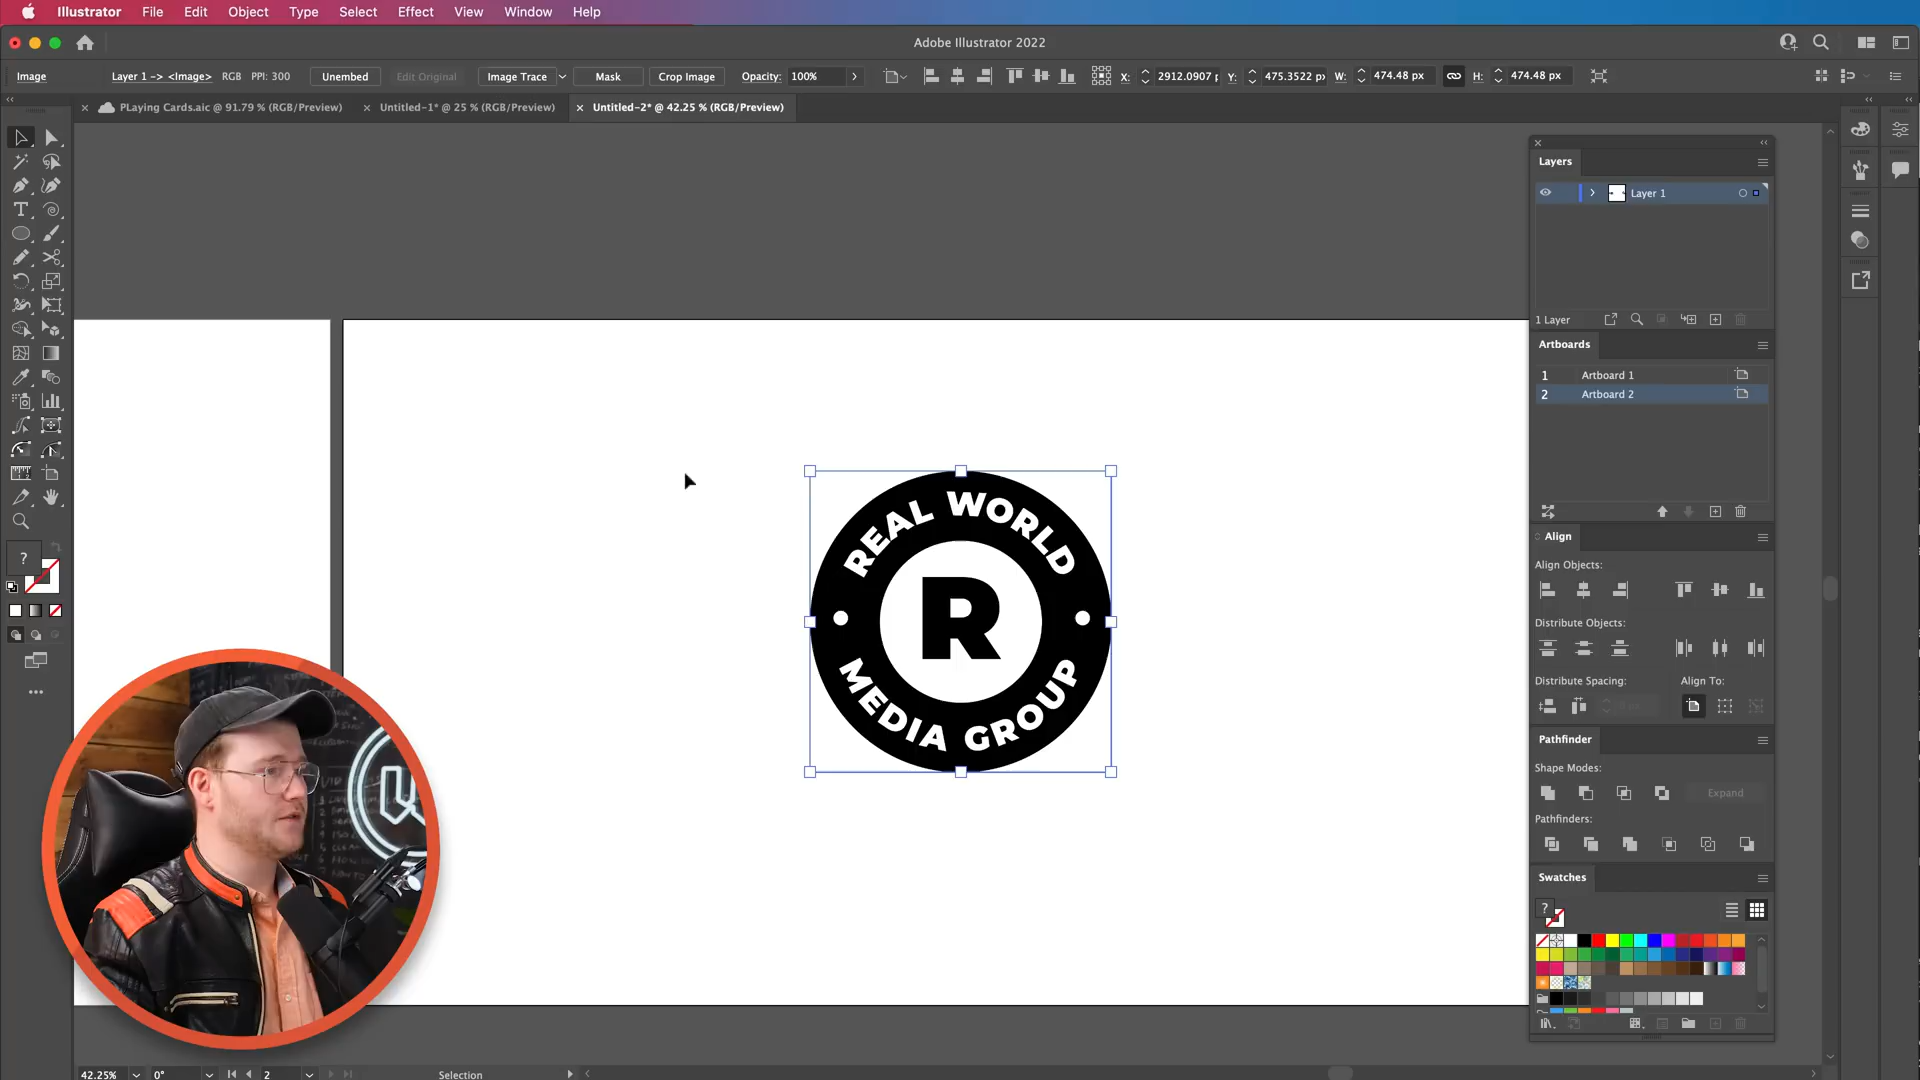 Illustrator File Edit Object Type Select Effect View Window Help
Adobe Illustrator 2022
Image Layer 1 -> <Image> RGB PPI: 300 Unembed Edit Original Image Trace Mask Crop Image Opacity: 100% X: 2912.0907 p Y: 475.3522 px W: 474.48 px H: 474.48 px
PLaying Cards.aic @ 91.79 % (RGB/Preview) Untitled-1* @ 25 % (RGB/Preview) Untitled-2* @ 42.25 % (RGB/Preview)
Layers
Layer 1
1 Layer
Artboards
1 Artboard 1
2 Artboard 2
Align
Align Objects:
Distribute Objects:
Distribute Spacing: Align To:
Pathfinder
Shape Modes:
Expand
Pathfinders:
Swatches
?
?
REAL WORLD
R
MEDIA GROUP
42.25% 0° 2 Selection